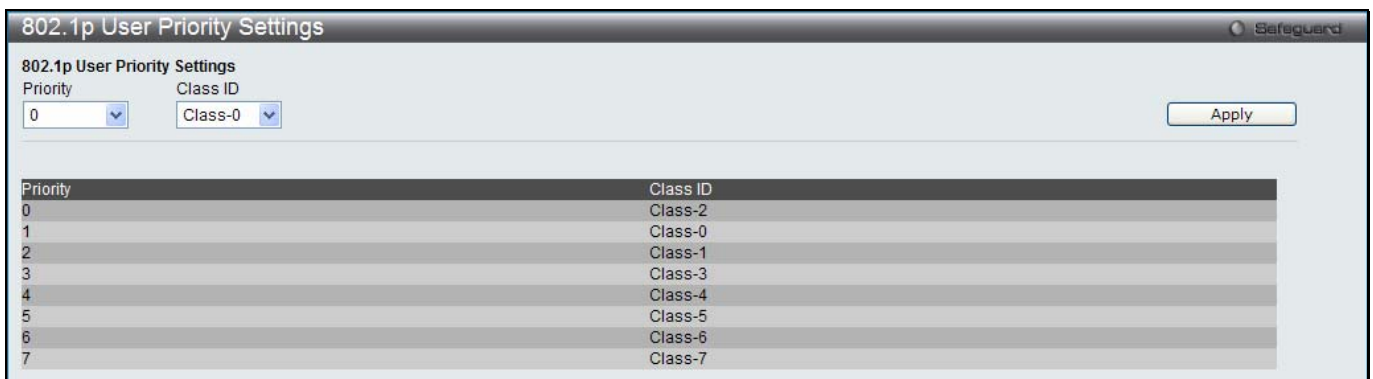 802.1p User Priority Settings
Safeguard
802.1p User Priority Settings
Priority Class ID
0 Class-0 Apply
Priority Class ID
0 Class-2
1 Class-0
2 Class-1
3 Class-3
4 Class-4
5 Class-5
6 Class-6
7 Class-7